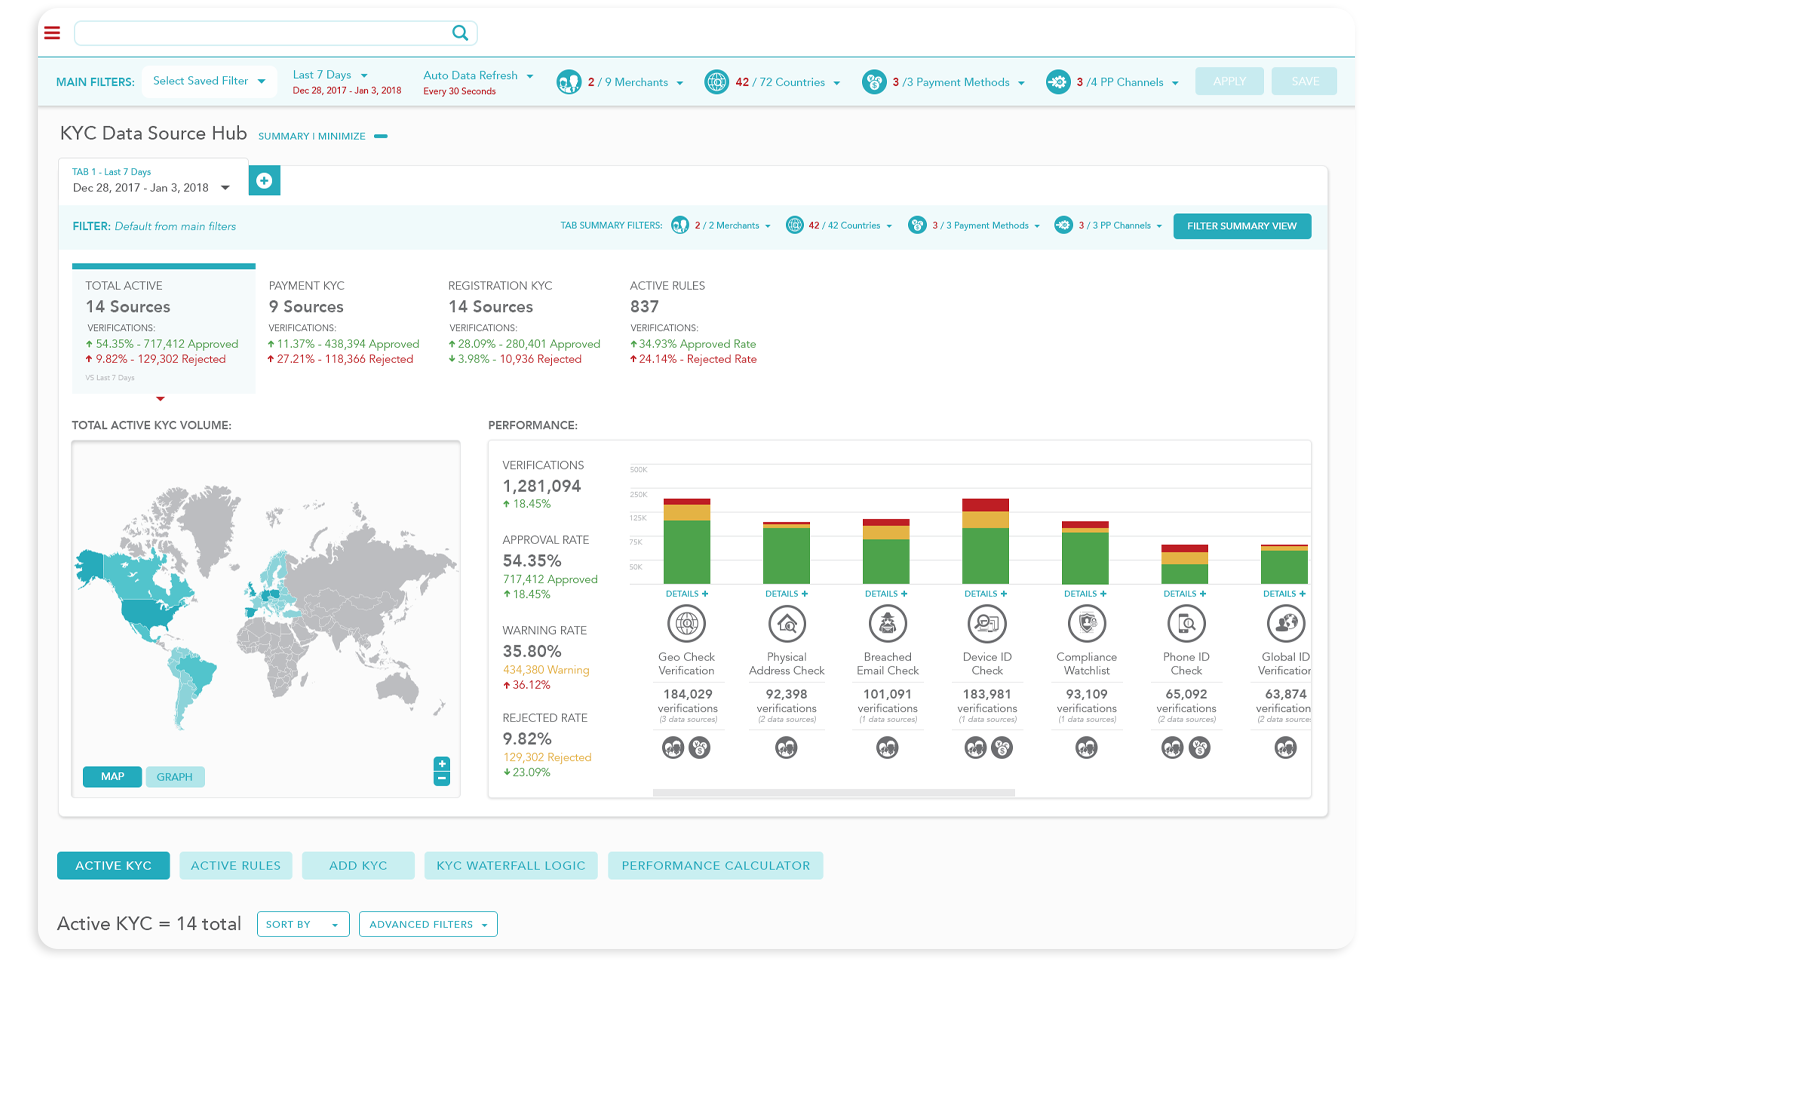 MAIN FILTERS:
Select Saved Filter
Last 7 Days
Dec 28, 2017 - Jan 3, 2018
Auto Data Refresh
Every 30 Seconds
2 / 9 Merchants
42 / 72 Countries
3 /3 Payment Methods
3 /4 PP Channels
APPLY
SAVE
KYC Data Source Hub
SUMMARY | MINIMIZE
TAB 1 - Last 7 Days
Dec 28, 2017 - Jan 3, 2018
FILTER: Default from main filters
TAB SUMMARY FILTERS:
2 / 2 Merchants
42 / 42 Countries
3 / 3 Payment Methods
3 / 3 PP Channels
FILTER SUMMARY VIEW
TOTAL ACTIVE
14 Sources
VERIFICATIONS:
54.35% - 717,412 Approved
9.82% - 129,302 Rejected
VS Last 7 Days
PAYMENT KYC
9 Sources
VERIFICATIONS:
11.37% - 438,394 Approved
27.21% - 118,366 Rejected
REGISTRATION KYC
14 Sources
VERIFICATIONS:
28.09% - 280,401 Approved
3.98% - 10,936 Rejected
ACTIVE RULES
837
VERIFICATIONS:
34.93% Approved Rate
24.14% - Rejected Rate
TOTAL ACTIVE KYC VOLUME:
MAP
GRAPH
PERFORMANCE:
VERIFICATIONS
1,281,094
18.45%
APPROVAL RATE
54.35%
717,412 Approved
18.45%
WARNING RATE
35.80%
434,380 Warning
36.12%
REJECTED RATE
9.82%
129,302 Rejected
23.09%
500K
250K
125K
75K
50K
DETAILS +
Geo Check
Verification
184,029
verifications
(3 data sources)
DETAILS +
Physical
Address Check
92,398
verifications
(2 data sources)
DETAILS +
Breached
Email Check
101,091
verifications
(1 data sources)
DETAILS +
Device ID
Check
183,981
verifications
(1 data sources)
DETAILS +
Compliance
Watchlist
93,109
verifications
(1 data sources)
DETAILS +
Phone ID
Check
65,092
verifications
(2 data sources)
DETAILS +
Global ID
Verification
63,874
verification
(2 data sources
ACTIVE KYC
ACTIVE RULES
ADD KYC
KYC WATERFALL LOGIC
PERFORMANCE CALCULATOR
Active KYC = 14 total
SORT BY
ADVANCED FILTERS